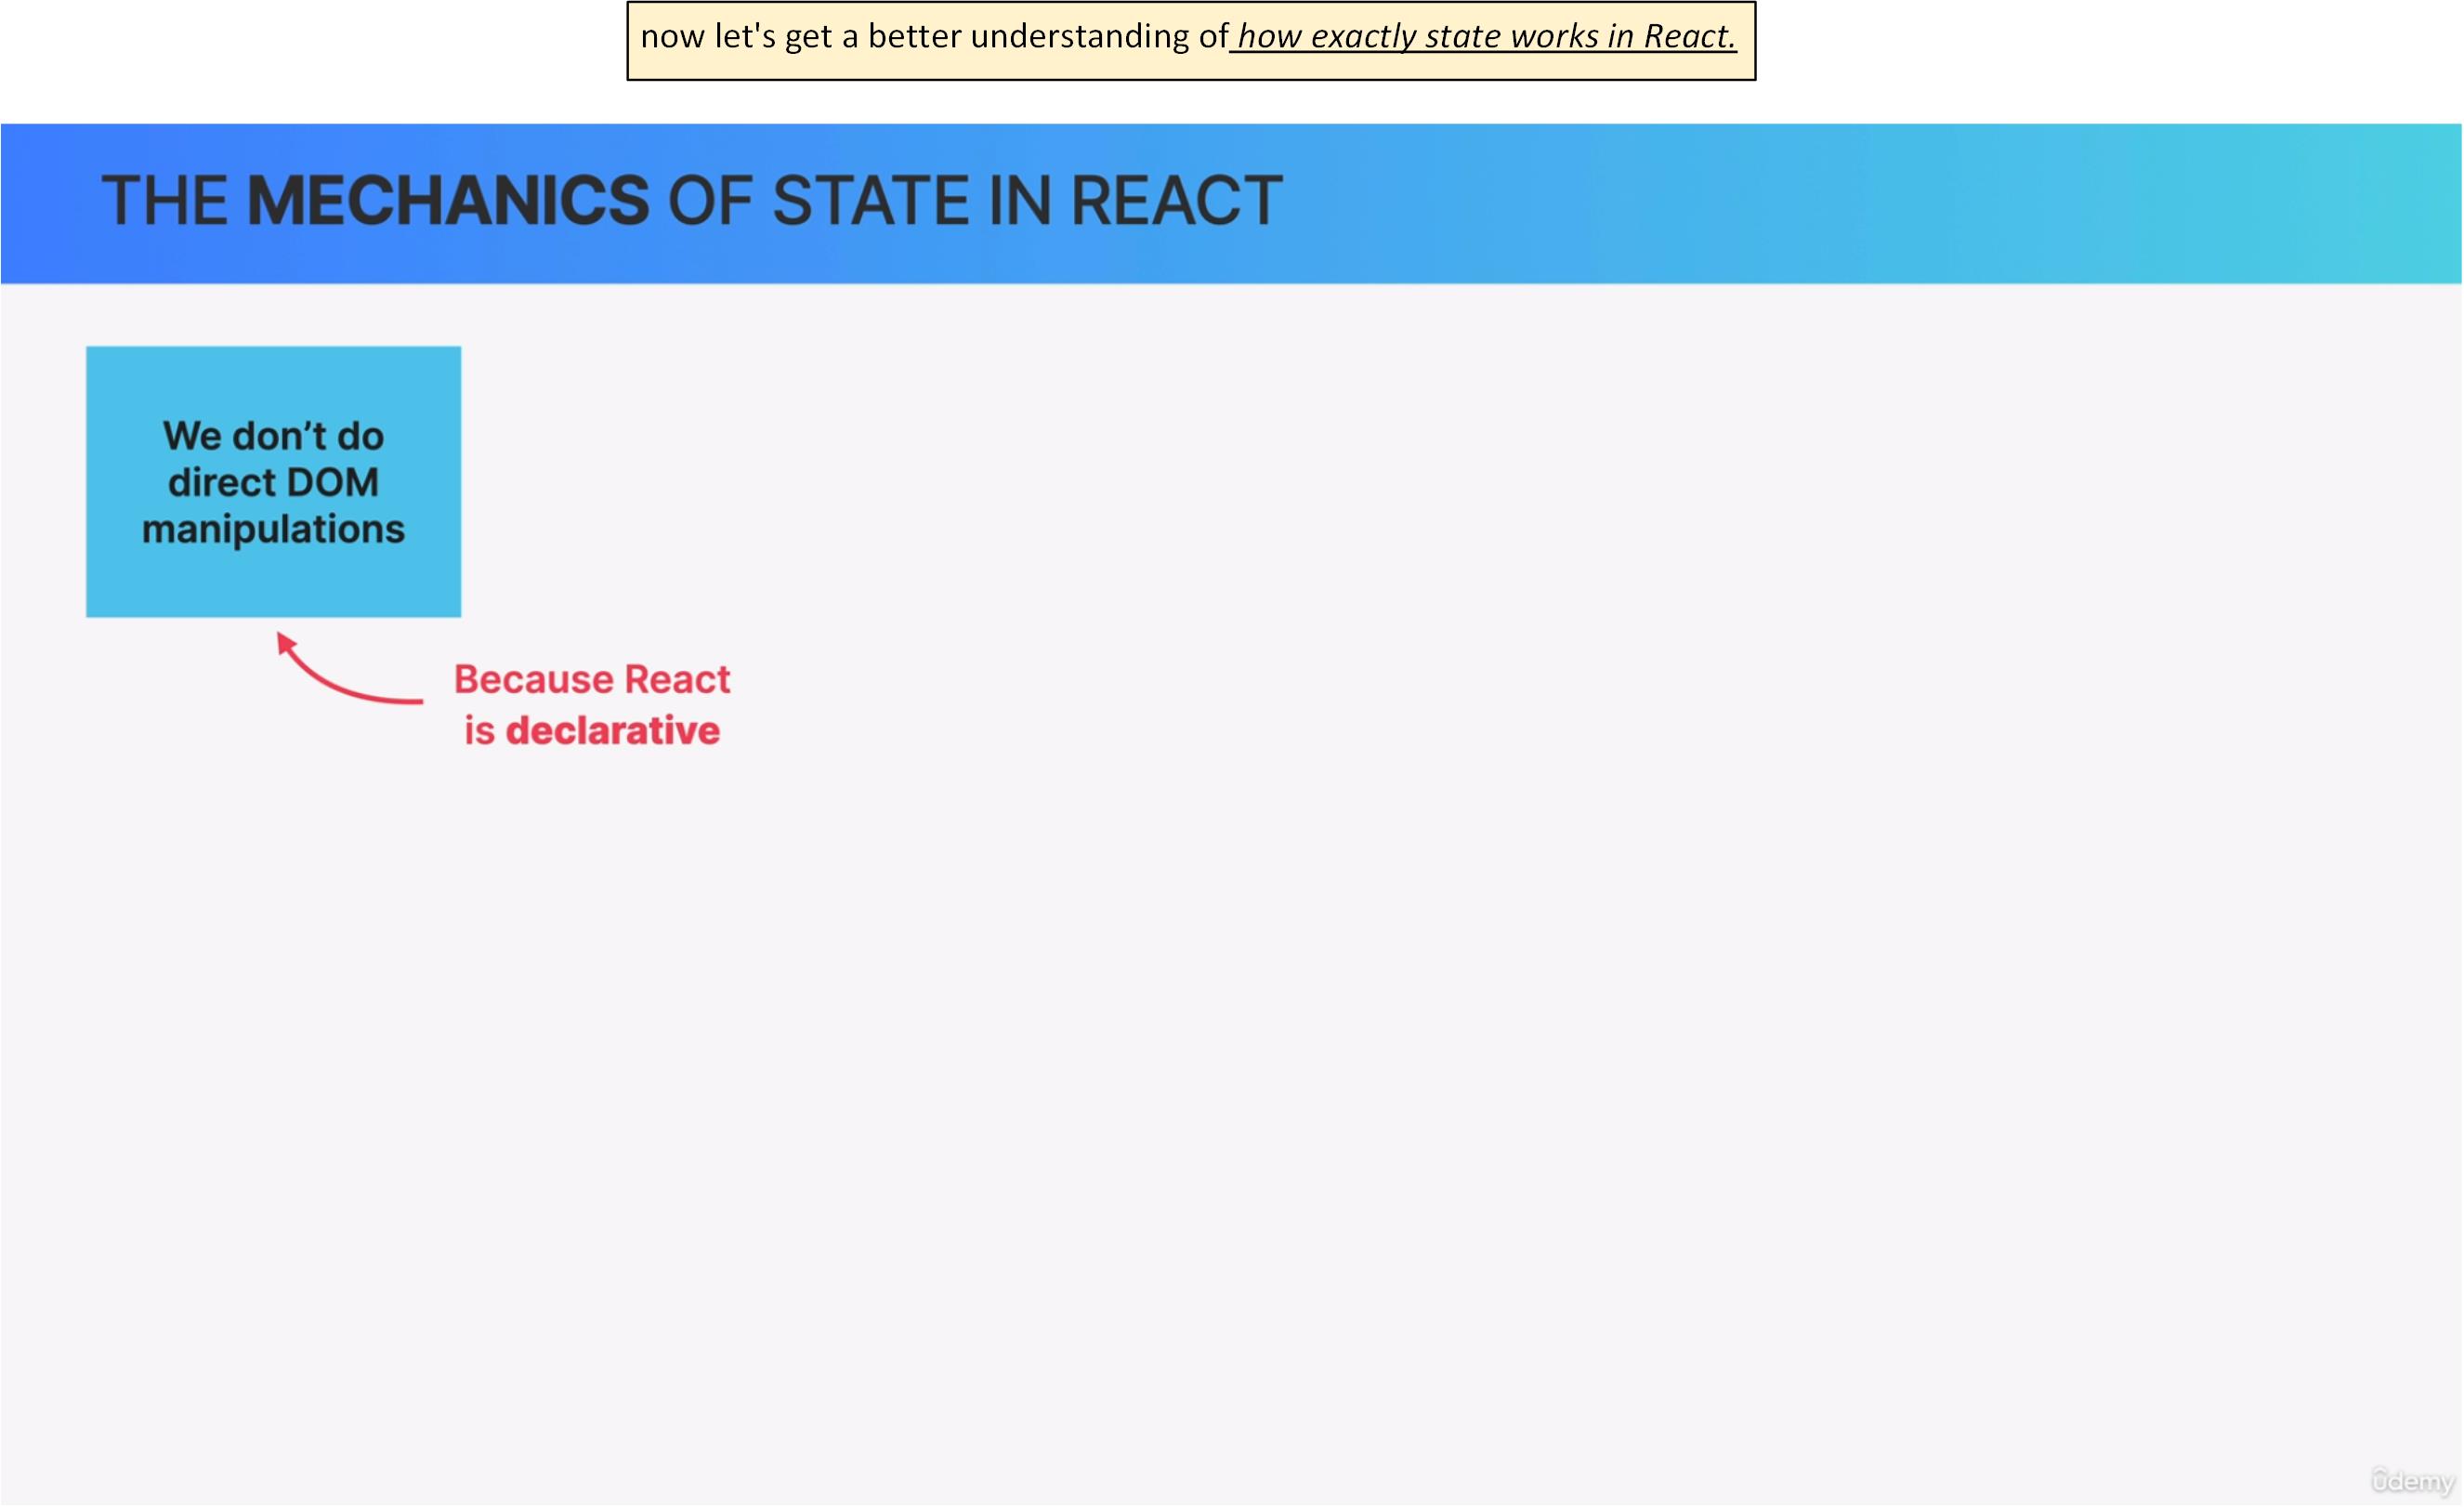 now let's get a better understanding of how exactly state works in React.
THE MECHANICS OF STATE IN REACT
We don’t do
direct DOM
manipulations
Because React
is declarative
ûdemy